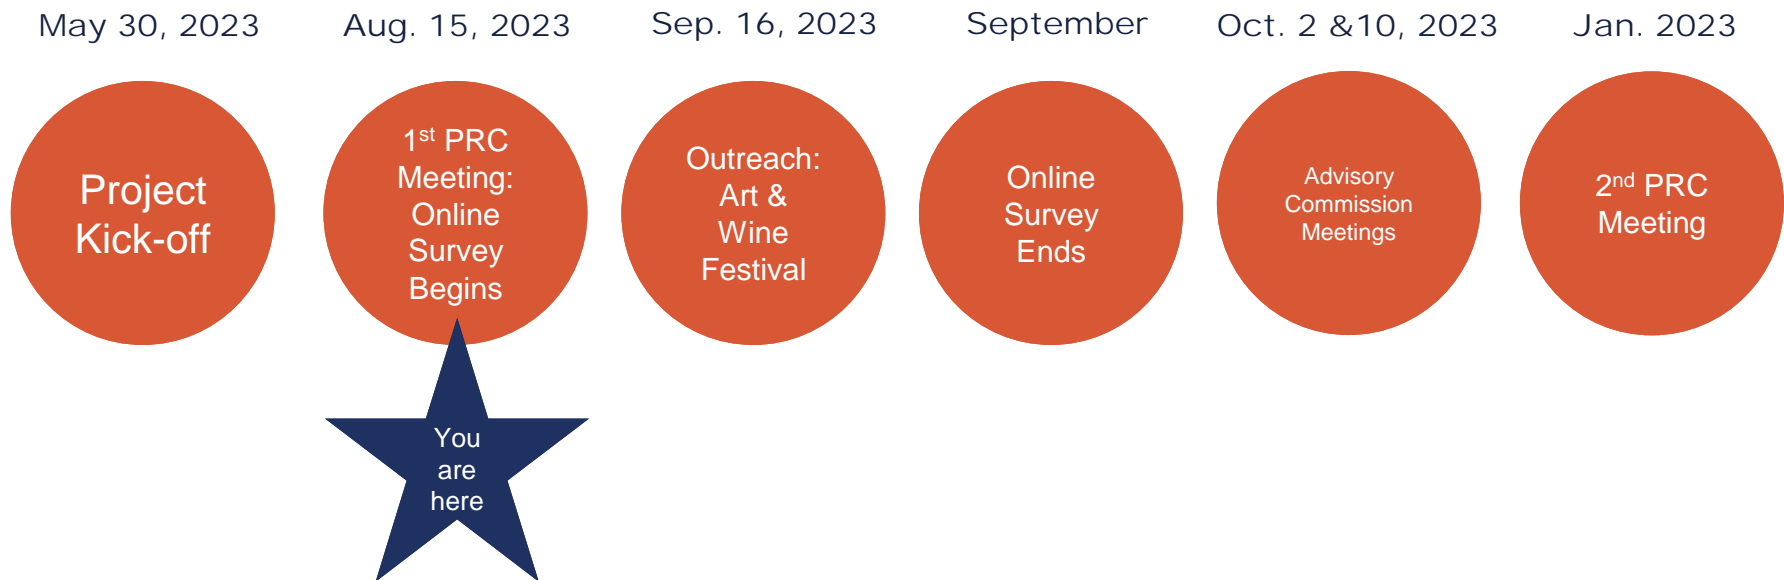 May 30, 2023
Aug. 15, 2023
Sep. 16, 2023
September
Oct. 2 &10, 2023
Jan. 2023
Project
Kick-off
1st PRC
Meeting:
Online
Survey
Begins
Outreach:
Art &
Wine
Festival
Online
Survey
Ends
Advisory
Commission
Meetings
2nd PRC
Meeting
You
are
here